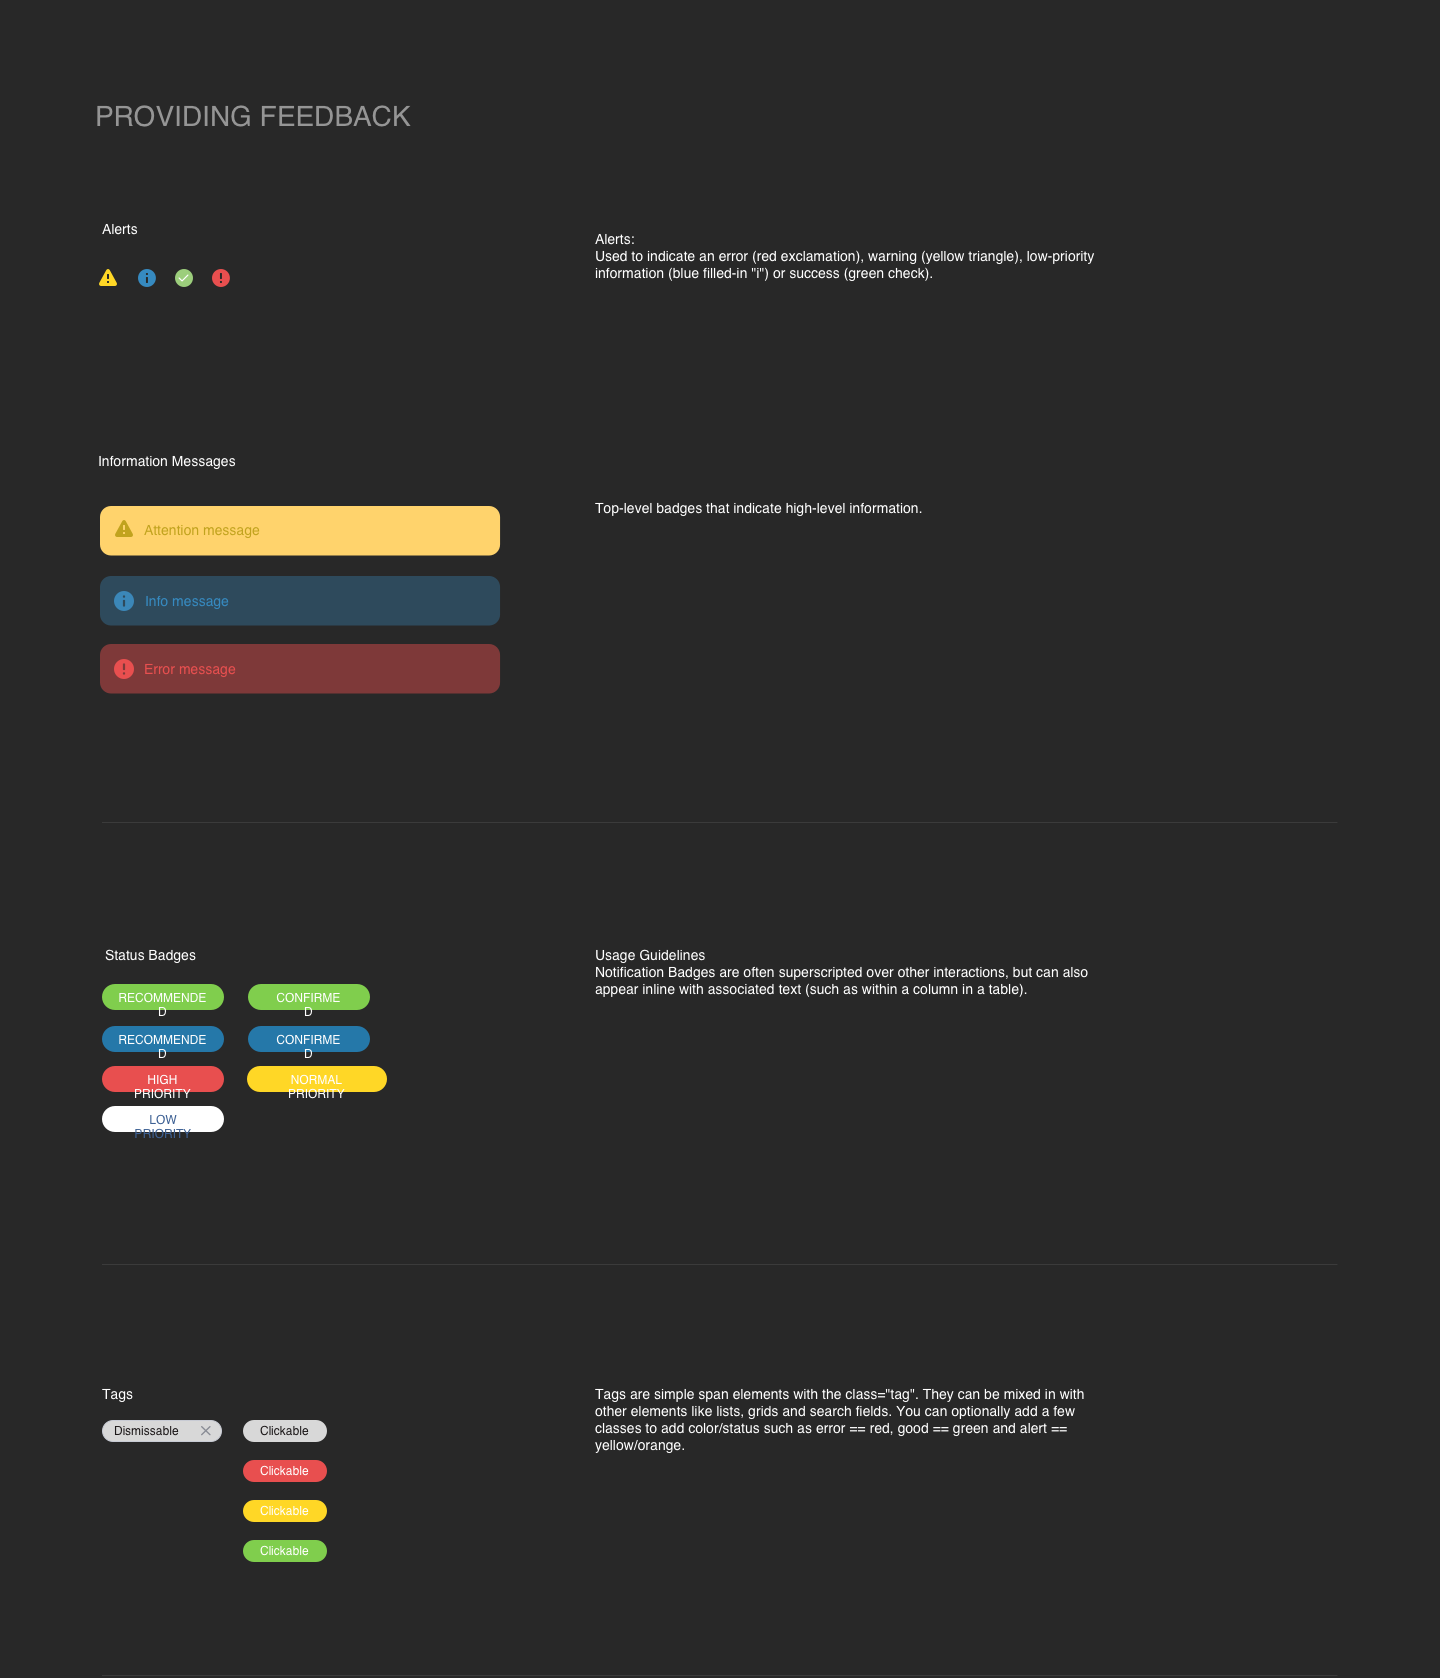 PROVIDING FEEDBACK
Alerts
Alerts:
Used to indicate an error (red exclamation), warning (yellow triangle), low-priority
information (blue filled-in "i") or success (green check).
Information Messages
Top-level badges that indicate high-level information.
Attention message
Info message
Error message
Status Badges
Usage Guidelines
Notification Badges are often superscripted over other interactions, but can also
appear inline with associated text (such as within a column in a table).
RECOMMENDE
D
CONFIRME
D
RECOMMENDE
D
CONFIRME
D
HIGH
PRIORITY
NORMAL
PRIORITY
LOW
PRIORITY
Tags
Tags are simple span elements with the class="tag". They can be mixed in with
other elements like lists, grids and search fields. You can optionally add a few
classes to add color/status such as error == red, good == green and alert ==
yellow/orange.
Dismissable
Clickable
Clickable
Clickable
Clickable